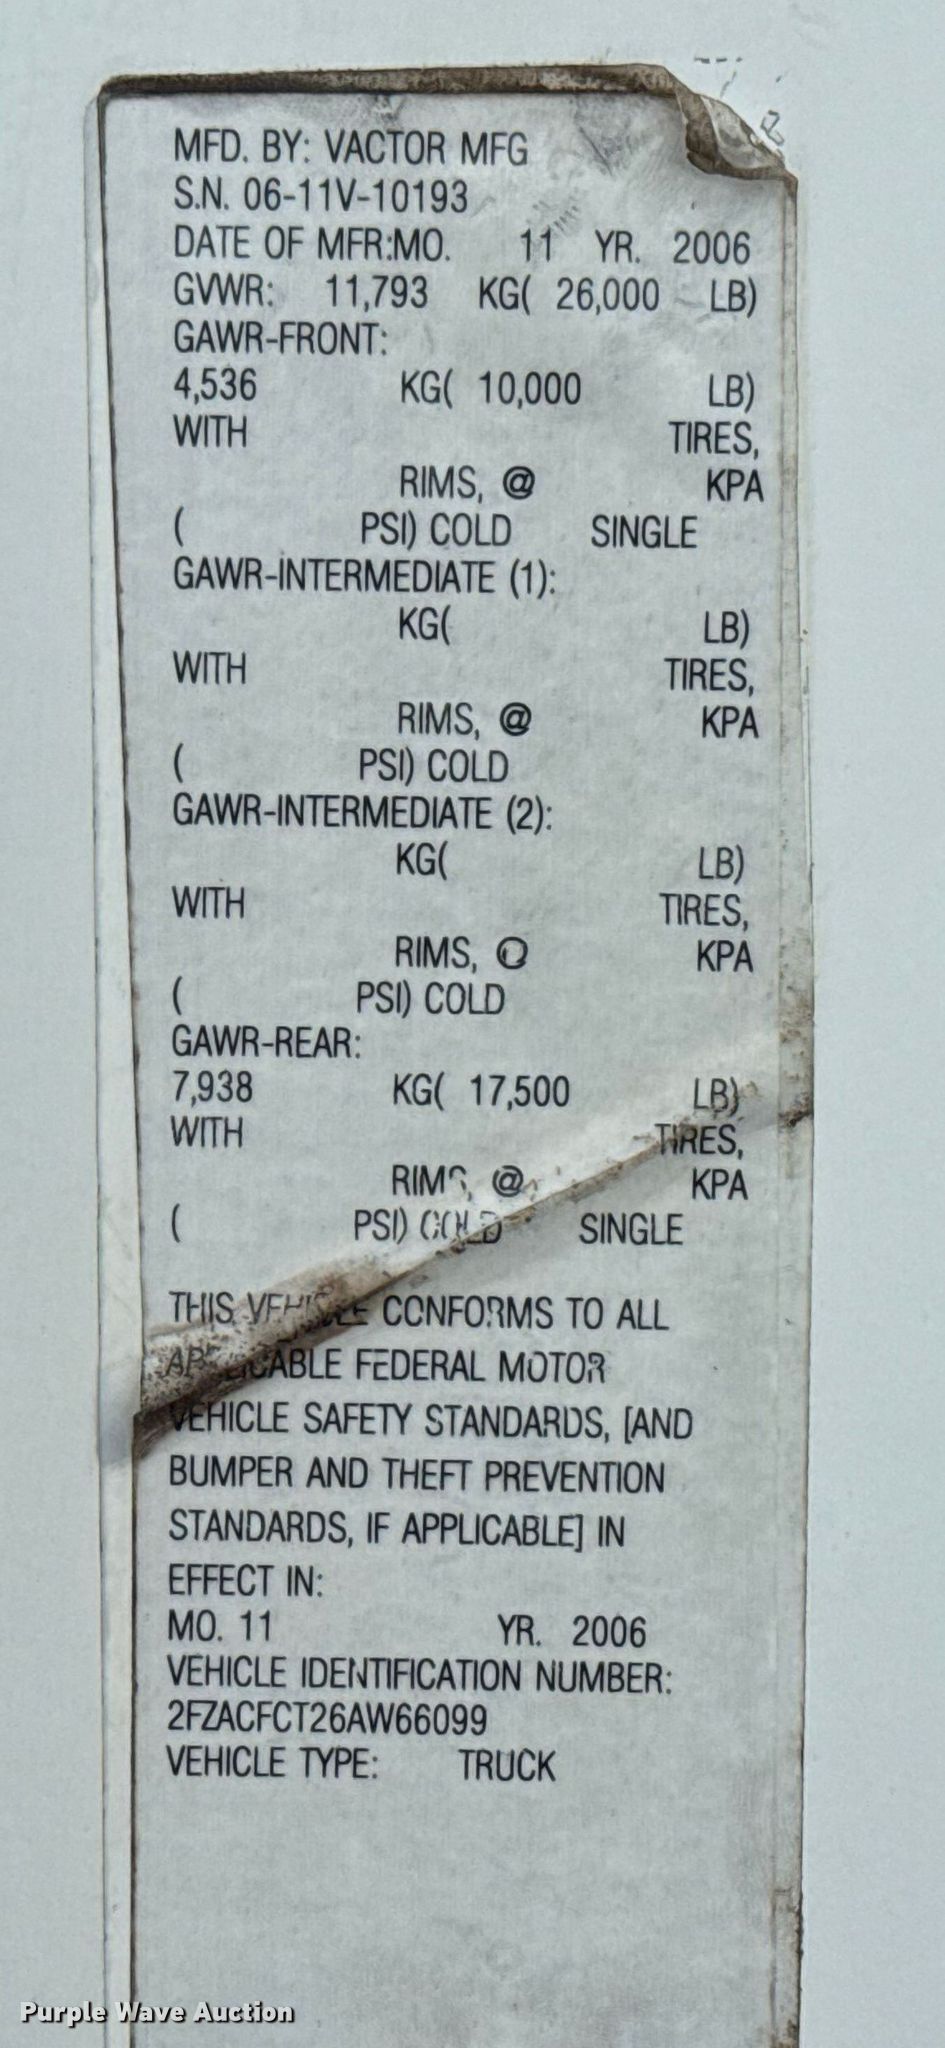 MFD. BY: VACTOR MFG
S.N. 06-11V-10193
DATE OF MFR:MO. 11 YR. 2006
GVWR: 11,793 KG( 26,000 LB)
GAWR-FRONT:
4,536 KG( 10,000 LB)
WITH TIRES,
RIMS, @ KPA
( PSI) COLD SINGLE
GAWR-INTERMEDIATE (1):
KG( LB)
WITH TIRES,
RIMS, @ KPA
( PSI) COLD
GAWR-INTERMEDIATE (2):
KG( LB)
WITH TIRES,
RIMS, @ KPA
( PSI) COLD
GAWR-REAR:
7,938 KG( 17,500 LB)
WITH TIRES,
RIMS, @ KPA
( PSI) COLD SINGLE
THIS VEHICLE CONFORMS TO ALL
APPLICABLE FEDERAL MOTOR
VEHICLE SAFETY STANDARDS, [AND
BUMPER AND THEFT PREVENTION
STANDARDS, IF APPLICABLE] IN
EFFECT IN:
MO. 11 YR. 2006
VEHICLE IDENTIFICATION NUMBER:
2FZACFCT26AW66099
VEHICLE TYPE: TRUCK
Purple Wave Auction